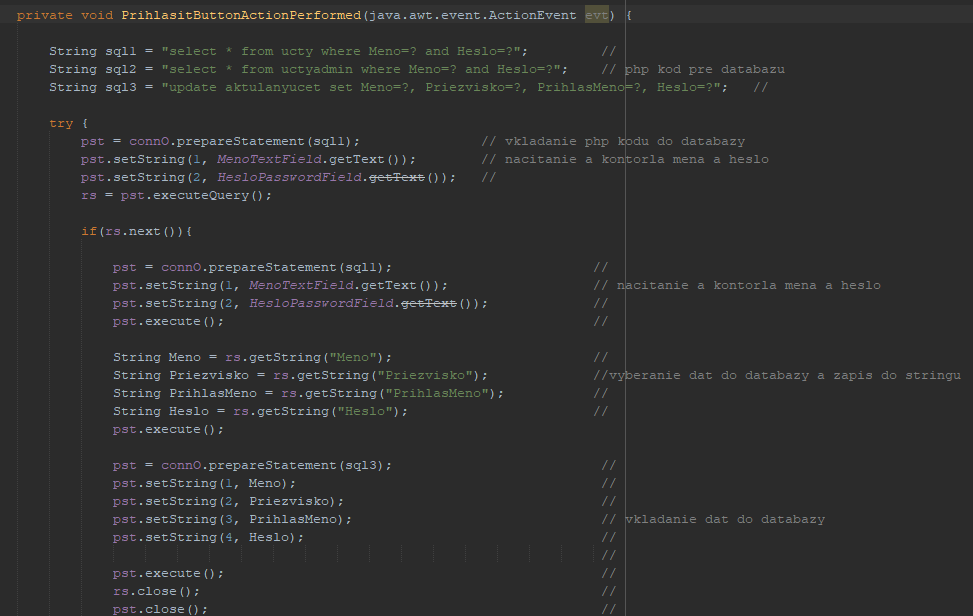 private void PrihlasitButtonActionPerformed(java.awt.event.ActionEvent evt) {
String sql1 = "select * from ucty where Meno=? and Heslo=?"; //
String sql2 = "select * from uctyadmin where Meno=? and Heslo=?"; // php kod pre databazu
String sql3 = "update aktulanyucet set Meno=?, Priezvisko=?, PrihlasMeno=?, Heslo=?"; //
try {
pst = connO.prepareStatement(sql1); // vkladanie php kodu do databazy
pst.setString(1, MenoTextField.getText()); // nacitanie a kontorla mena a heslo
pst.setString(2, HesloPasswordField.getText()); //
rs = pst.executeQuery();
if(rs.next()){
pst = connO.prepareStatement(sql1); //
pst.setString(1, MenoTextField.getText()); // nacitanie a kontorla mena a heslo
pst.setString(2, HesloPasswordField.getText()); //
pst.execute(); //
String Meno = rs.getString("Meno"); //
String Priezvisko = rs.getString("Priezvisko"); //vyberanie dat do databazy a zapis do stringu
String PrihlasMeno = rs.getString("PrihlasMeno"); //
String Heslo = rs.getString("Heslo"); //
pst.execute();
pst = connO.prepareStatement(sql3); //
pst.setString(1, Meno); //
pst.setString(2, Priezvisko); //
pst.setString(3, PrihlasMeno); // vkladanie dat do databazy
pst.setString(4, Heslo); //
//
pst.execute(); //
rs.close(); //
pst.close(); //